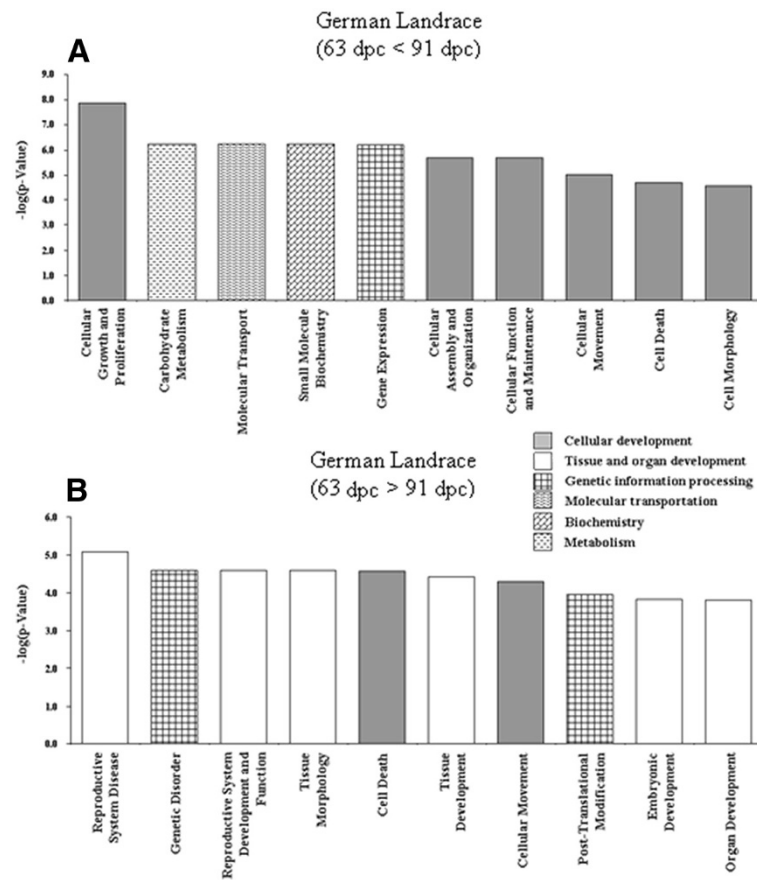 German Landrace
(63 dpc < 91 dpc)
A
9.0
8.0
7.0
6.0
5.0
4.0
3.0
2.0
1.0
0.0
-log(p-Value)
Cellular
Growth and
Proliferation
Carbohydrate
Metabolism
Molecular Transport
Small Molecule
Biochemistry
Gene Expression
Cellular
Assembly and
Organization
Cellular Function
and Maintenance
Cellular
Movement
Cell Death
Cell Morphology
Cellular development
Tissue and organ development
Genetic information processing
Molecular transportation
Biochemistry
Metabolism
German Landrace
(63 dpc > 91 dpc)
B
6.0
5.0
4.0
3.0
2.0
1.0
0.0
-log(p-Value)
Reproductive
System Disease
Genetic Disorder
Reproductive System
Development and
Function
Tissue
Morphology
Cell Death
Tissue
Development
Cellular Movement
Post-Translational
Modification
Embryonic
Development
Organ Development